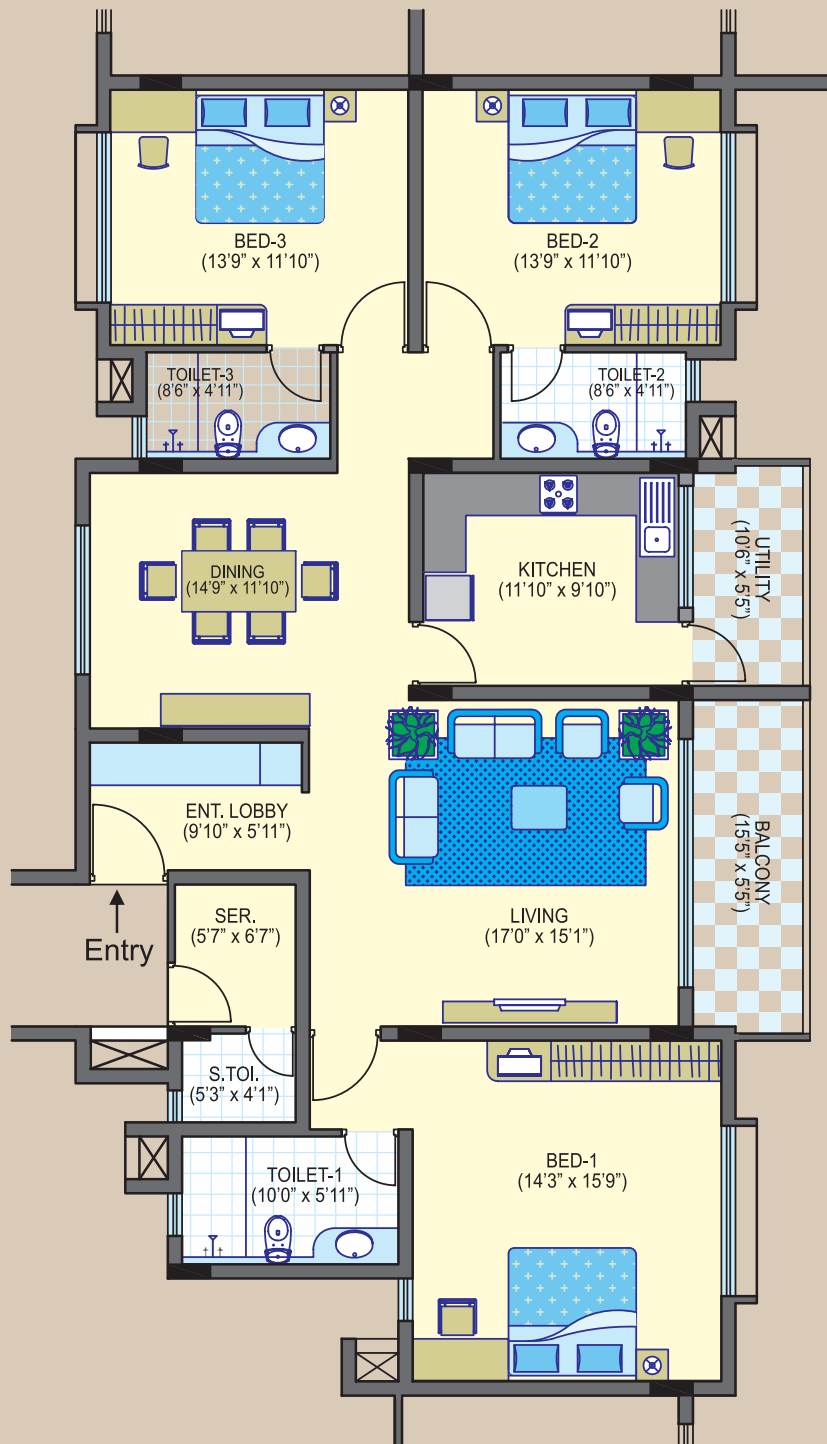 BED-3
(13’9” x 11’10”)
BED-2
(13’9” x 11’10”)
TOILET-3
(8’6” x 4’11”)
TOILET-2
(8’6” x 4’11”)
DINING
(14’9” x 11’10”)
KITCHEN
(11’10” x 9’10”)
UTILITY
(10’6” x 5’5”)
ENT. LOBBY
(9’10” x 5’11”)
BALCONY
(15’5” x 5’5”)
Entry
SER.
(5’7” x 6’7”)
LIVING
(17’0” x 15’1”)
S.TOI.
(5’3” x 4’1”)
TOILET-1
(10’0” x 5’11”)
BED-1
(14’3” x 15’9”)